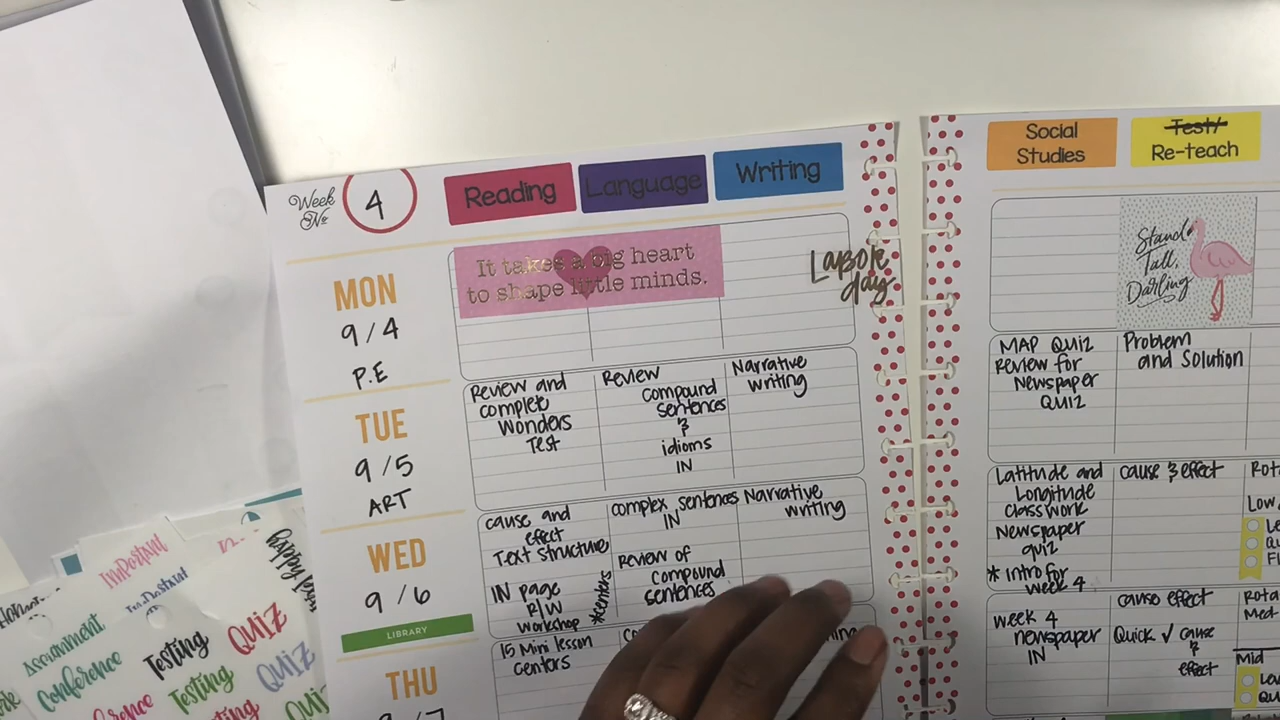 Week
No
4
Reading
Language
Writing
Social
Studies
Test/
Re-teach
MON
9/4
P.E
It takes a big heart
to shape little minds.
Labor
day
Stand
Tall
Darling
TUE
9/5
ART
Review and
complete
Wonders
Test
Review
compound
sentences
&
idioms
IN
Narrative
writing
MAP QUIZ
Review for
Newspaper
QUIZ
Problem
and Solution
WED
9/6
LIBRARY
cause and
effect
Text structure
IN page
R/W
Workshop
*centers
complex sentences
IN
Review of
compound
sentences
Narrative
writing
Latitude and
Longitude
classwork
Newspaper
quiz
* intro for
week 4
cause & effect
Low
THU
15 Mini lesson
centers
week 4
newspaper
IN
cause effect
Quick ✓ cause
&
effect
Mid
Important
Assignment
Conference
Testing
Testing
QUIZ
QUIZ